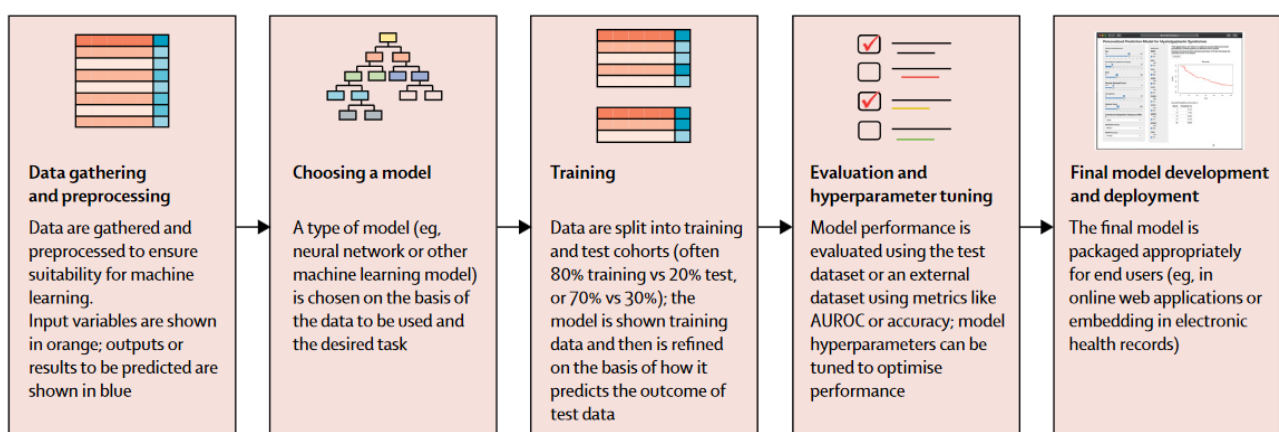 Data gathering
and preprocessing
Data are gathered and
preprocessed to ensure
suitability for machine
learning.
Input variables are shown
in orange; outputs or
results to be predicted are
shown in blue
Choosing a model
A type of model (eg,
neural network or other
machine learning model)
is chosen on the basis of
the data to be used and
the desired task
Training
Data are split into training
and test cohorts (often
80% training vs 20% test,
or 70% vs 30%); the
model is shown training
data and then is refined
on the basis of how it
predicts the outcome of
test data
Evaluation and
hyperparameter tuning
Model performance is
evaluated using the test
dataset or an external
dataset using metrics like
AUROC or accuracy; model
hyperparameters can be
tuned to optimise
performance
Final model development
and deployment
The final model is
packaged appropriately
for end users (eg, in
online web applications or
embedding in electronic
health records)